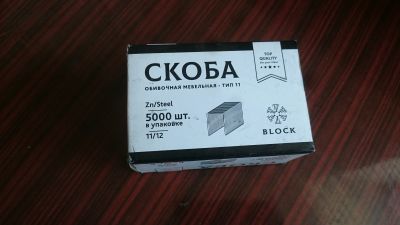 СКОБА
ОБИВОЧНАЯ МЕБЕЛЬНАЯ - ТИП 11
TOP
QUALITY
Zn/Steel
5000 шт.
в упаковке
11/12
BLOCK